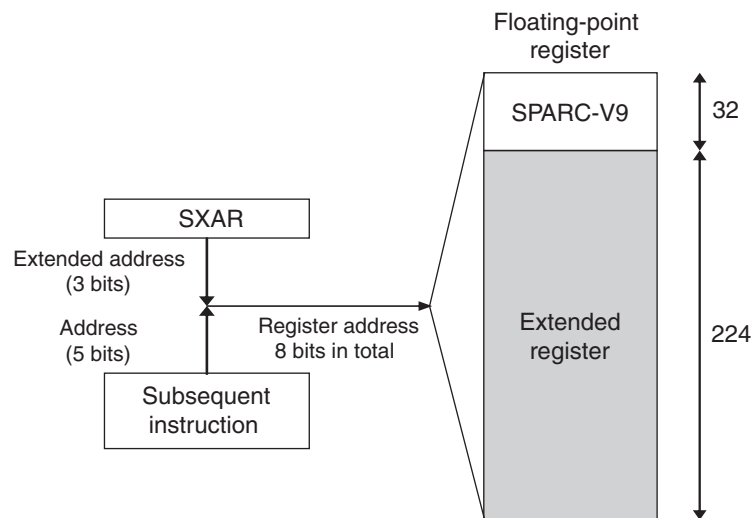 Floating-point
register
SPARC-V9
32
SXAR
Extended address
(3 bits)
Address
(5 bits)
Register address
8 bits in total
Subsequent
instruction
Extended
register
224